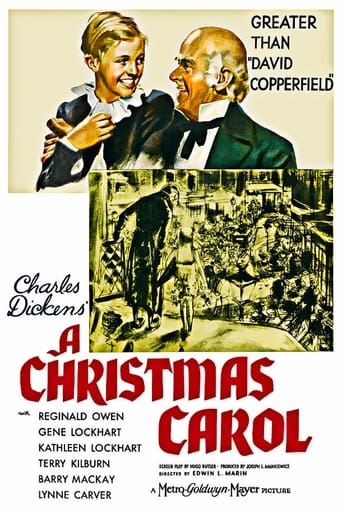 GREATER
THAN
"DAVID
COPPERFIELD"
Charles
Dickens'
A
CHRISTMAS
CAROL
with REGINALD OWEN
GENE LOCKHART
KATHLEEN LOCKHART
TERRY KILBURN
BARRY MACKAY
LYNNE CARVER
SCREEN PLAY BY HUGO BUTLER · PRODUCED BY JOSEPH L. MANKIEWICZ
DIRECTED BY EDWIN L. MARIN
A Metro-Goldwyn-Mayer PICTURE